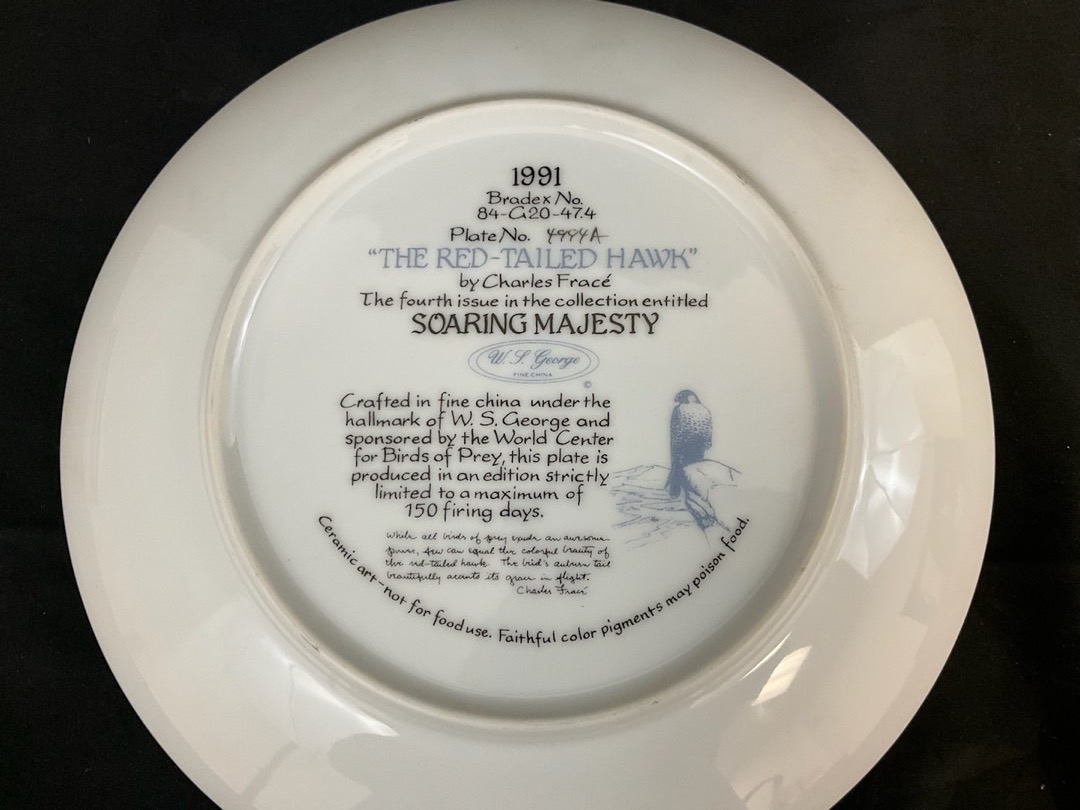 1991
Bradex No.
84-G20-47.4
Plate No. 4994A
"THE RED-TAILED HAWK"
by Charles Fracé
The fourth issue in the collection entitled
SOARING MAJESTY
W. S. George
FINE CHINA
©
Crafted in fine china under the
hallmark of W. S. George and
sponsored by the World Center
for Birds of Prey, this plate is
produced in an edition strictly
limited to a maximum of
150 firing days.
While all birds of prey exude an awesome
power, few can equal the colorful beauty of
the red-tailed hawk. The bird's auburn tail
beautifully accents its grace in flight.
Charles Fracé
Ceramic art-not for food use. Faithful color pigments may poison food.